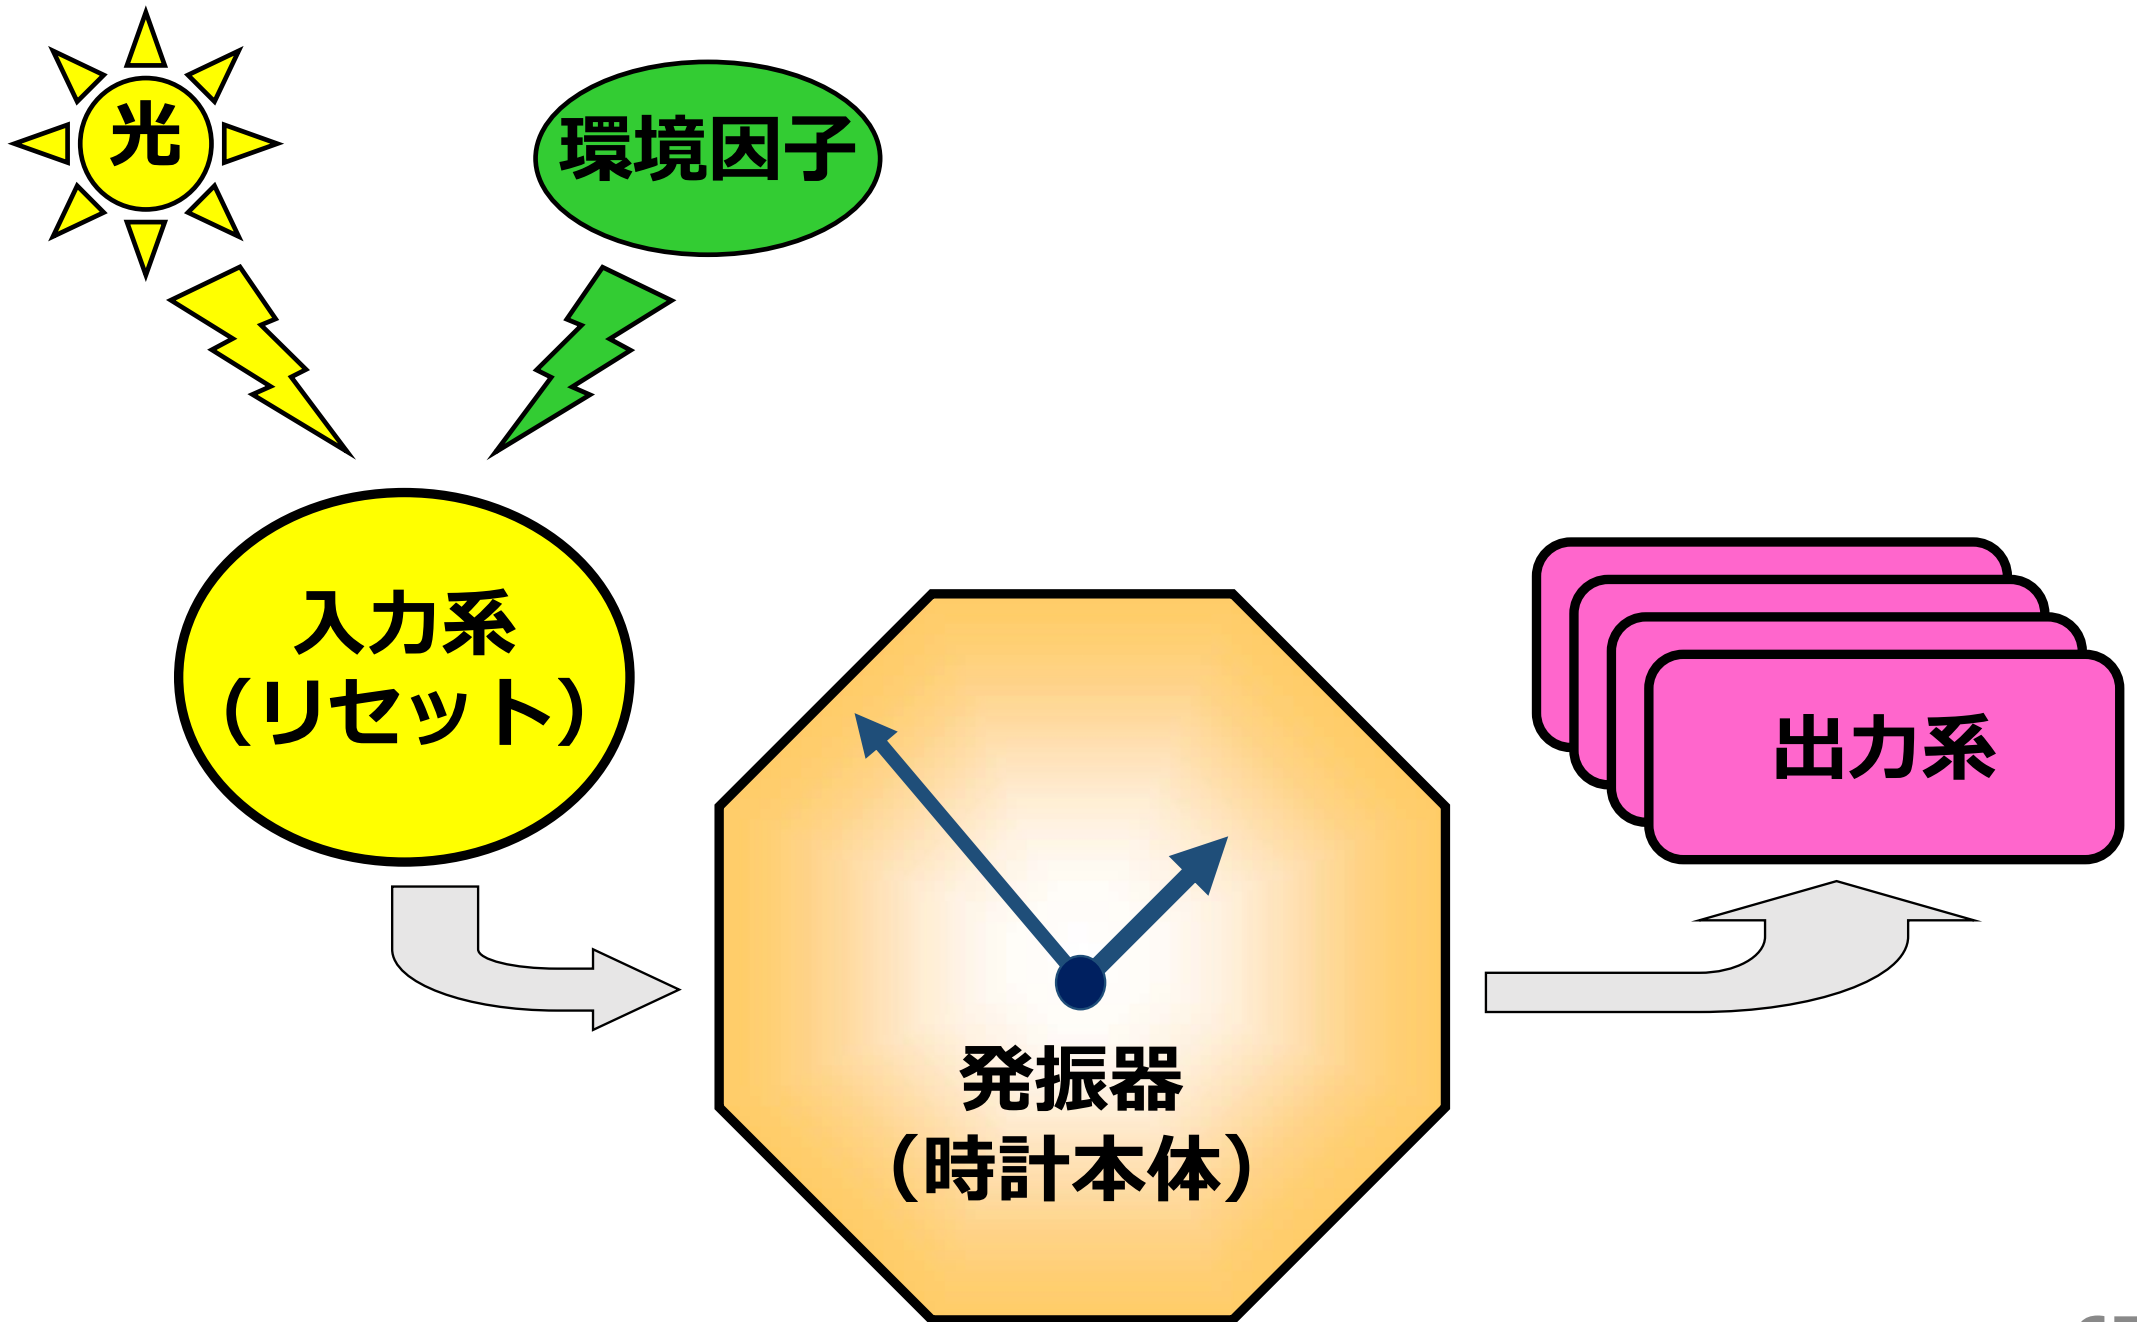 光
環境因子
入力系
（リセット）
出力系
発振器
（時計本体）